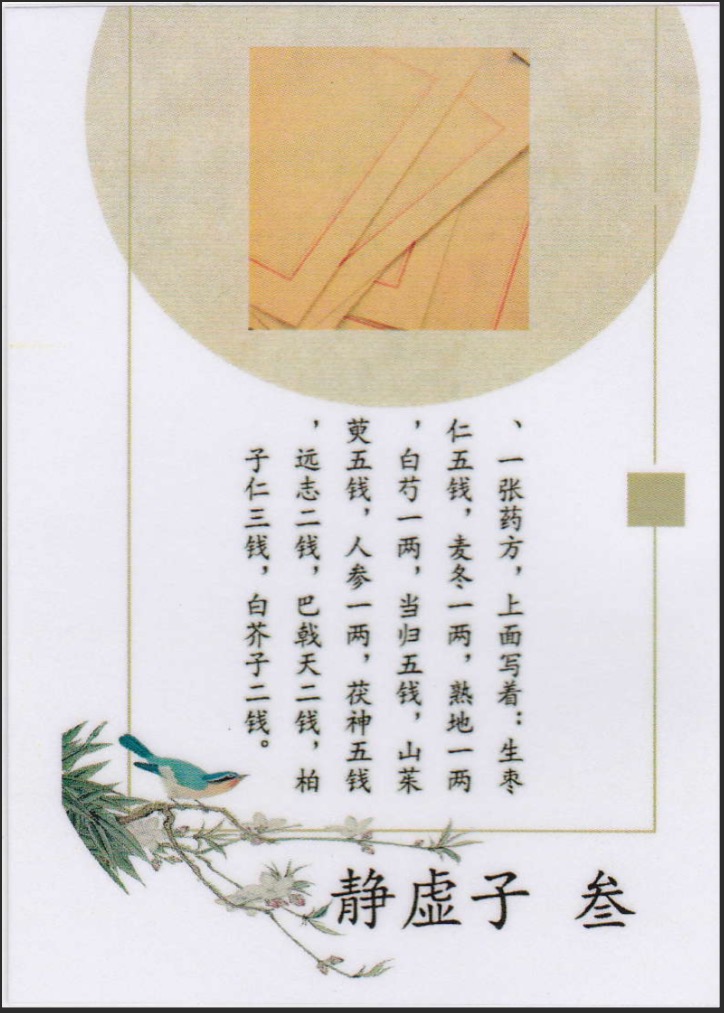 、一张药方，上面写着：生枣
仁五钱，麦冬一两，熟地一两
，白芍一两，当归五钱，山茱
萸五钱，人参一两，茯神五钱
，远志二钱，巴戟天二钱，柏
子仁三钱，白芥子二钱。
静虚子 叁